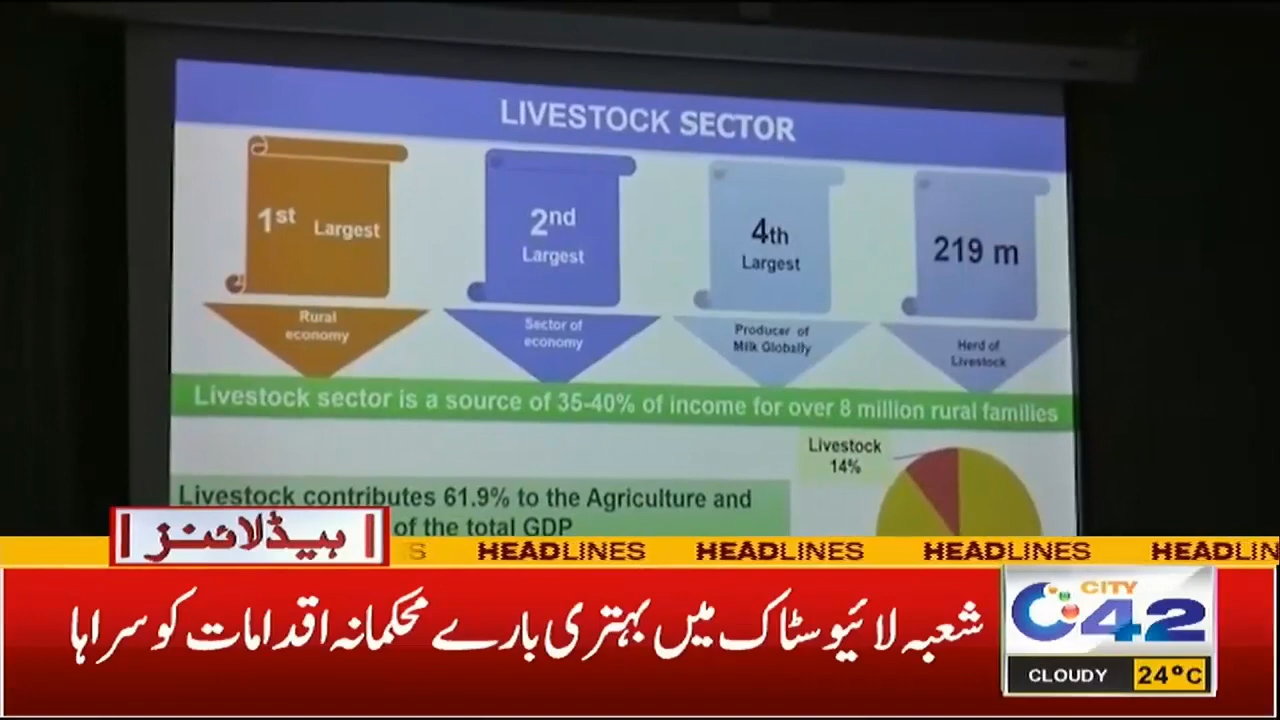 LIVESTOCK SECTOR
1st Largest
Rural
economy
2nd
Largest
Sector of
economy
4th
Largest
Producer of
Milk Globally
219 m
Herd of
Livestock
Livestock sector is a source of 35-40% of income for over 8 million rural families
Livestock
14%
Livestock contributes 61.9% to the Agriculture and
of the total GDP
ہیڈلائنز
S HEADLINES HEADLINES HEADLINES HEADLIN
شعبہ لائیوسٹاک میں بہتری بارے محکمانہ اقدامات کو سراہا
CITY
42
CLOUDY 24°C